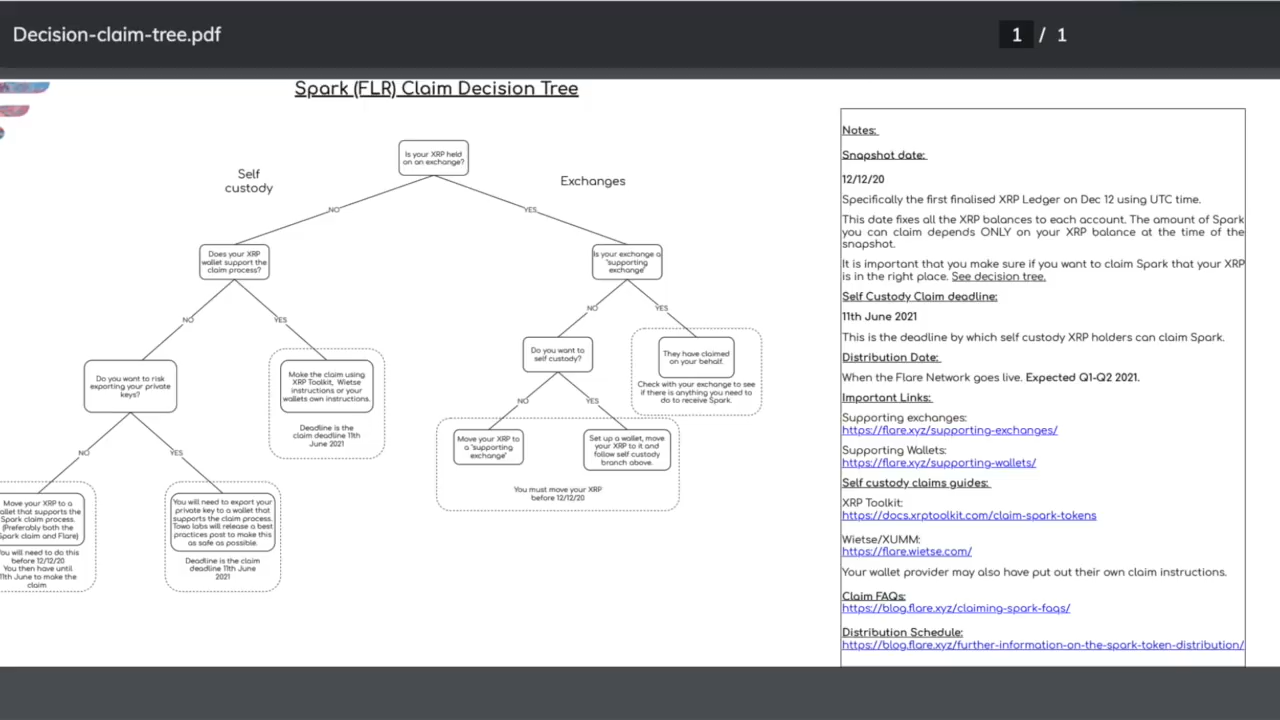 Decision-claim-tree.pdf
1 / 1
Spark (FLR) Claim Decision Tree
Is your XRP held
on an exchange?
Self
custody
Exchanges
NO
YES
Does your XRP
wallet support the
claim process?
Is your exchange a
"supporting
exchange"
NO
YES
NO
YES
Do you want to risk
exporting your private
keys?
Make the claim using
XRP Toolkit, Wietse
instructions or your
wallets own instructions.
Deadline is the
claim deadline 11th
June 2021
Do you want to
self custody?
They have claimed
on your behalf.
Check with your exchange to see
if there is anything you need to
do to receive Spark.
NO
YES
NO
YES
Move your XRP to
a "supporting
exchange"
Set up a wallet, move
your XRP to it and
follow self custody
branch above.
You must move your XRP
before 12/12/20
Move your XRP to a
allet that supports the
Spark claim process.
(Preferably both the
Spark claim and Flare)
You will need to do this
before 12/12/20
You then have until
11th June to make the
claim
You will need to export your
private key to a wallet that
supports the claim process.
Towo labs will release a best
practices post to make this
as safe as possible.
Deadline is the claim
deadline 11th June
2021
Notes:
Snapshot date:
12/12/20
Specifically the first finalised XRP Ledger on Dec 12 using UTC time.
This date fixes all the XRP balances to each account. The amount of Spark
you can claim depends ONLY on your XRP balance at the time of the
snapshot.
It is important that you make sure if you want to claim Spark that your XRP
is in the right place. See decision tree.
Self Custody Claim deadline:
11th June 2021
This is the deadline by which self custody XRP holders can claim Spark.
Distribution Date:
When the Flare Network goes live. Expected Q1-Q2 2021.
Important Links:
Supporting exchanges:
https://flare.xyz/supporting-exchanges/
Supporting Wallets:
https://flare.xyz/supporting-wallets/
Self custody claims guides:
XRP Toolkit:
https://docs.xrptoolkit.com/claim-spark-tokens
Wietse/XUMM:
https://flare.wietse.com/
Your wallet provider may also have put out their own claim instructions.
Claim FAQs:
https://blog.flare.xyz/claiming-spark-faqs/
Distribution Schedule:
https://blog.flare.xyz/further-information-on-the-spark-token-distribution/